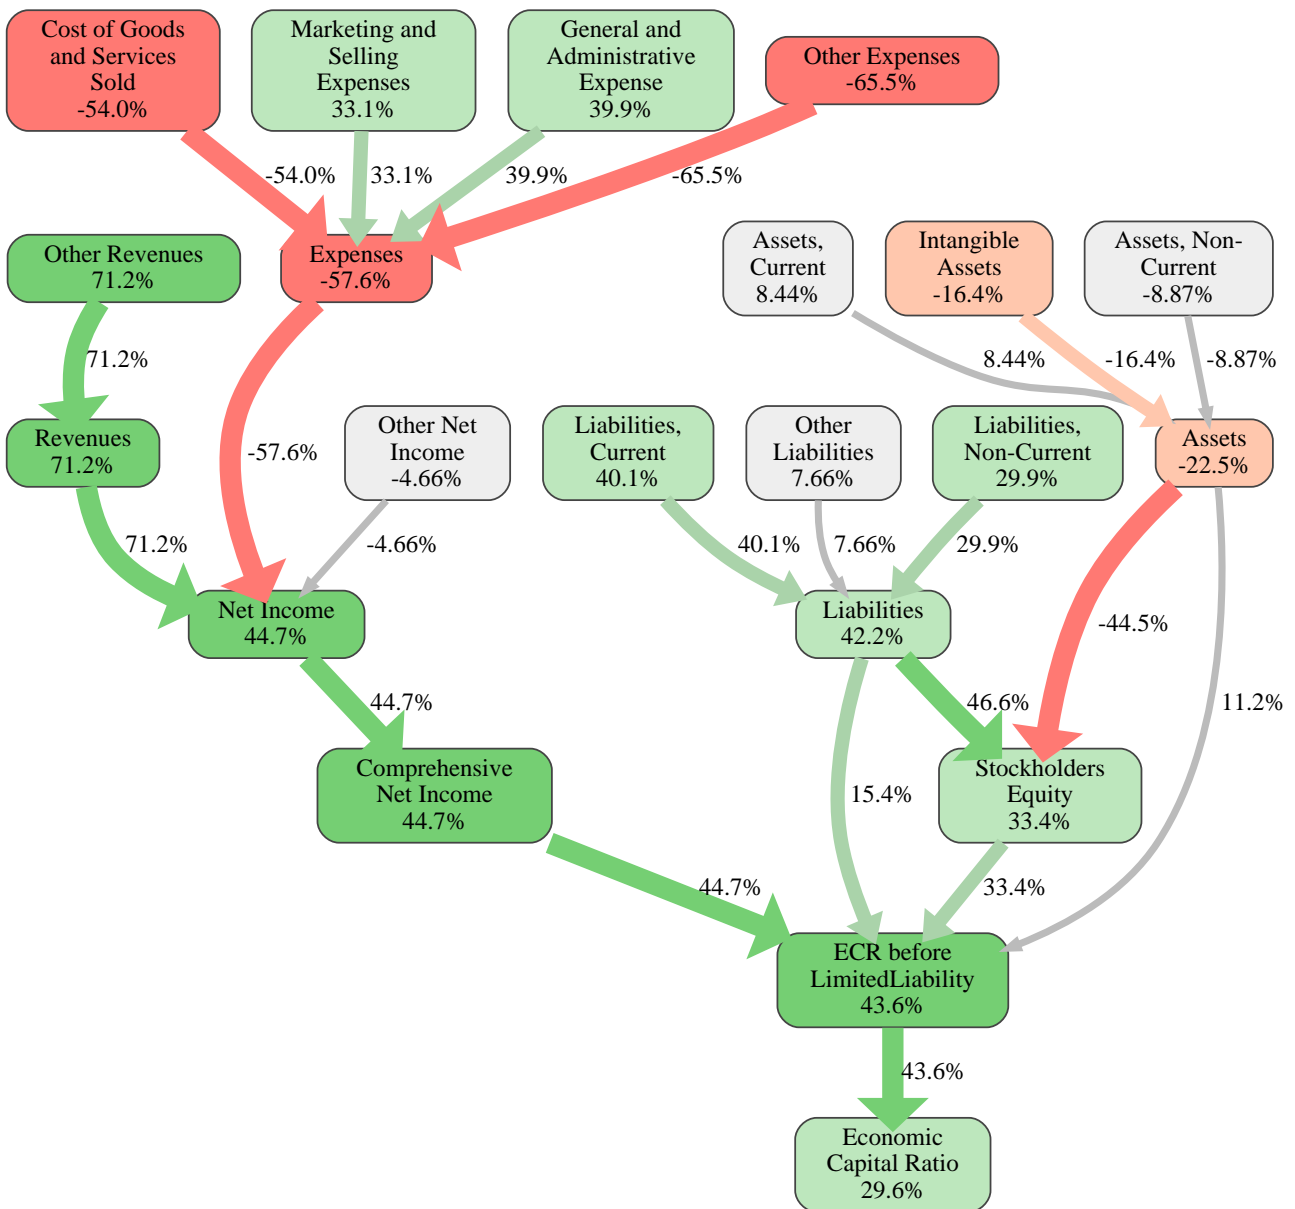 Cost of Goods
and Services
Sold
-54.0%
Marketing and
Selling
Expenses
33.1%
General and
Administrative
Expense
39.9%
Other Expenses
-65.5%
-54.0%
33.1%
39.9%
-65.5%
Other Revenues
71.2%
Expenses
-57.6%
Assets,
Current
8.44%
Intangible
Assets
-16.4%
Assets, Non-
Current
-8.87%
71.2%
8.44%
-16.4%
-8.87%
Revenues
71.2%
-57.6%
Other Net
Income
-4.66%
Liabilities,
Current
40.1%
Other
Liabilities
7.66%
Liabilities,
Non-Current
29.9%
Assets
-22.5%
71.2%
-4.66%
40.1%
7.66%
29.9%
Net Income
44.7%
Liabilities
42.2%
-44.5%
44.7%
46.6%
11.2%
Comprehensive
Net Income
44.7%
15.4%
Stockholders
Equity
33.4%
44.7%
33.4%
ECR before
LimitedLiability
43.6%
43.6%
Economic
Capital Ratio
29.6%